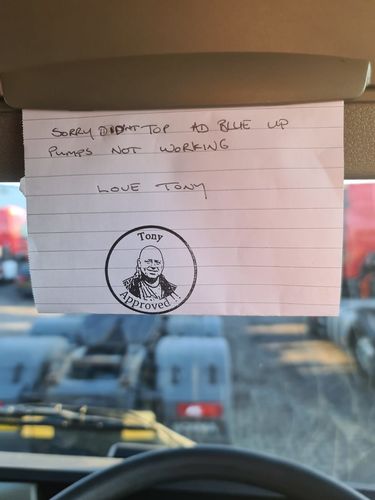 SORRY DIDNT TOP AD BLUE UP
PUMPS NOT WORKING
LOVE TONY
Tony
Approved !!